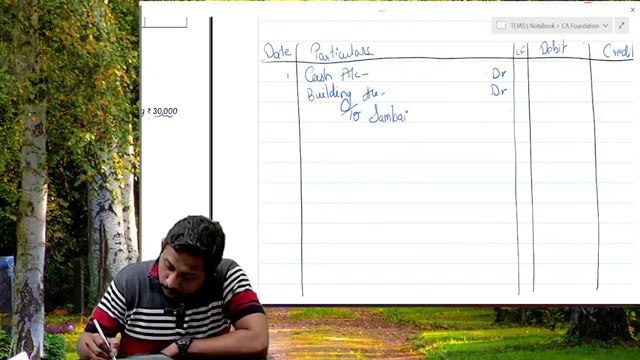 TEJAS's Notebook > CA Foundation
Date Particulars LF Debit Credit
1 Cash A/c- Dr
Building A/c- Dr
To Sambai
g ₹ 30,000